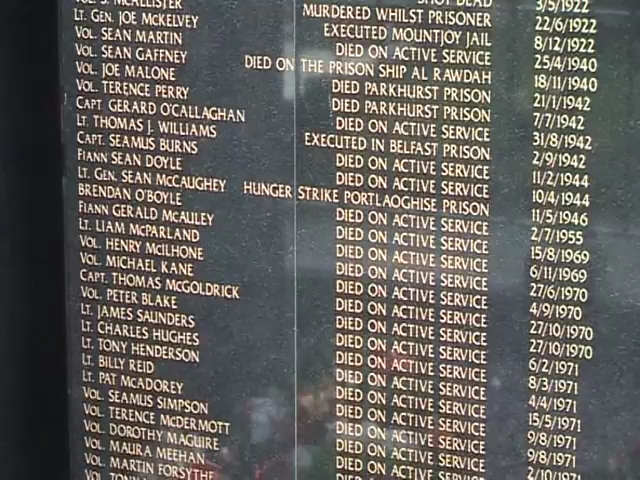 SHOT DEAD 3/5/1922
VOL. S. McALLISTER MURDERED WHILST PRISONER 22/6/1922
LT. GEN. JOE McKELVEY EXECUTED MOUNTJOY JAIL 8/12/1922
VOL. SEAN MARTIN DIED ON ACTIVE SERVICE 25/4/1940
VOL. SEAN GAFFNEY DIED ON THE PRISON SHIP AL RAWDAH 18/11/1940
VOL. JOE MALONE DIED PARKHURST PRISON 21/1/1942
VOL. TERENCE PERRY DIED PARKHURST PRISON 7/7/1942
CAPT. GERARD O'CALLAGHAN DIED ON ACTIVE SERVICE 31/8/1942
LT. THOMAS J. WILLIAMS EXECUTED IN BELFAST PRISON 2/9/1942
CAPT. SEAMUS BURNS DIED ON ACTIVE SERVICE 11/2/1944
FIANN SEAN DOYLE DIED ON ACTIVE SERVICE 10/4/1944
LT. GEN. SEAN McCAUGHEY HUNGER STRIKE PORTLAOGHISE PRISON 11/5/1946
BRENDAN O'BOYLE DIED ON ACTIVE SERVICE 2/7/1955
FIANN GERALD McAULEY DIED ON ACTIVE SERVICE 15/8/1969
LT. LIAM McPARLAND DIED ON ACTIVE SERVICE 6/11/1969
VOL. HENRY McILHONE DIED ON ACTIVE SERVICE 27/6/1970
VOL. MICHAEL KANE DIED ON ACTIVE SERVICE 4/9/1970
CAPT. THOMAS McGOLDRICK DIED ON ACTIVE SERVICE 27/10/1970
VOL. PETER BLAKE DIED ON ACTIVE SERVICE 27/10/1970
LT. JAMES SAUNDERS DIED ON ACTIVE SERVICE 6/2/1971
LT. CHARLES HUGHES DIED ON ACTIVE SERVICE 8/3/1971
LT. TONY HENDERSON DIED ON ACTIVE SERVICE 4/4/1971
LT. BILLY REID DIED ON ACTIVE SERVICE 15/5/1971
LT. PAT McADOREY DIED ON ACTIVE SERVICE 9/8/1971
VOL. SEAMUS SIMPSON DIED ON ACTIVE SERVICE 9/8/1971
VOL. TERENCE McDERMOTT DIED ON ACTIVE SERVICE 2/10/1971
VOL. DOROTHY MAGUIRE DIED ON ACTIVE SERVICE
VOL. MAURA MEEHAN
VOL. MARTIN FORSYTHE
VOL.